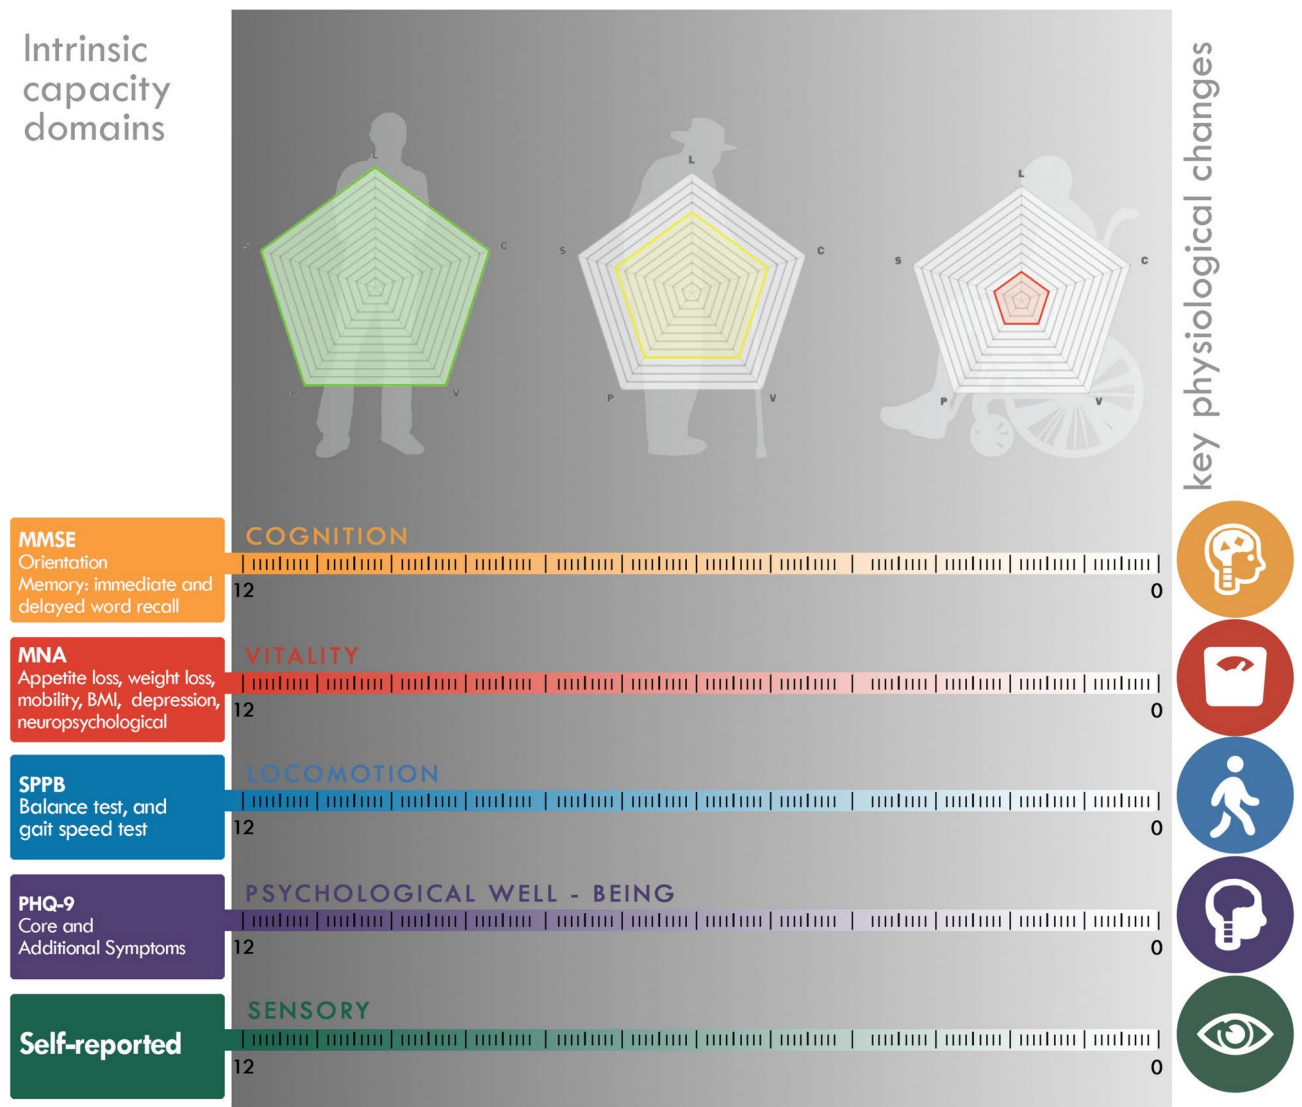 Intrinsic
capacity
domains
key physiological changes
L
S
C
P
V
L
S
C
P
V
L
S
C
P
V
MMSE
Orientation
Memory: immediate and
delayed word recall
COGNITION
12
0
MNA
Appetite loss, weight loss,
mobility, BMI, depression,
neuropsychological
VITALITY
12
0
SPPB
Balance test, and
gait speed test
LOCOMOTION
12
0
PHQ-9
Core and
Additional Symptoms
PSYCHOLOGICAL WELL - BEING
12
0
Self-reported
SENSORY
12
0